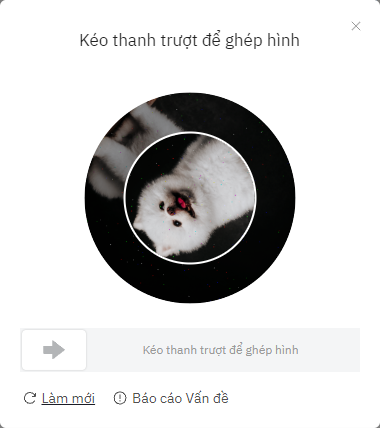 Kéo thanh trượt để ghép hình
Kéo thanh trượt để ghép hình
Làm mới Báo cáo Vấn đề